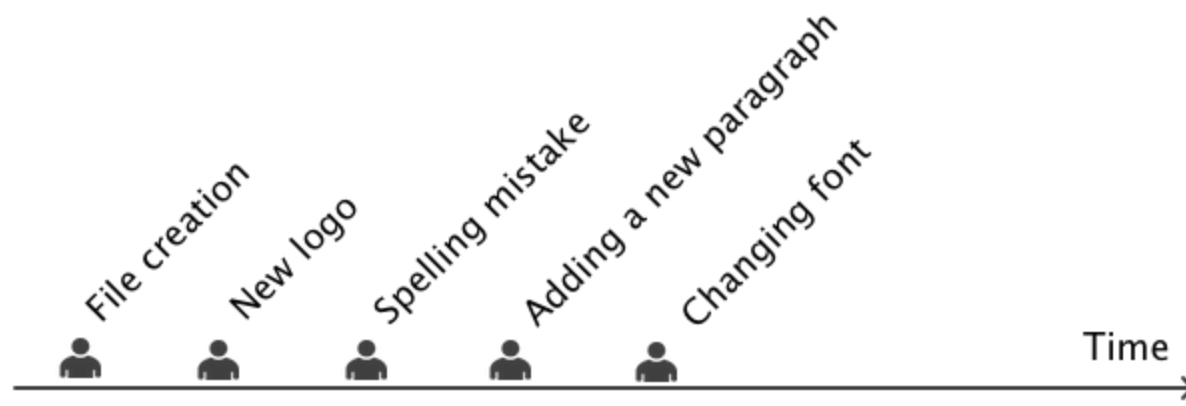 File creation
New logo
Spelling mistake
Adding a new paragraph
Changing font
Time